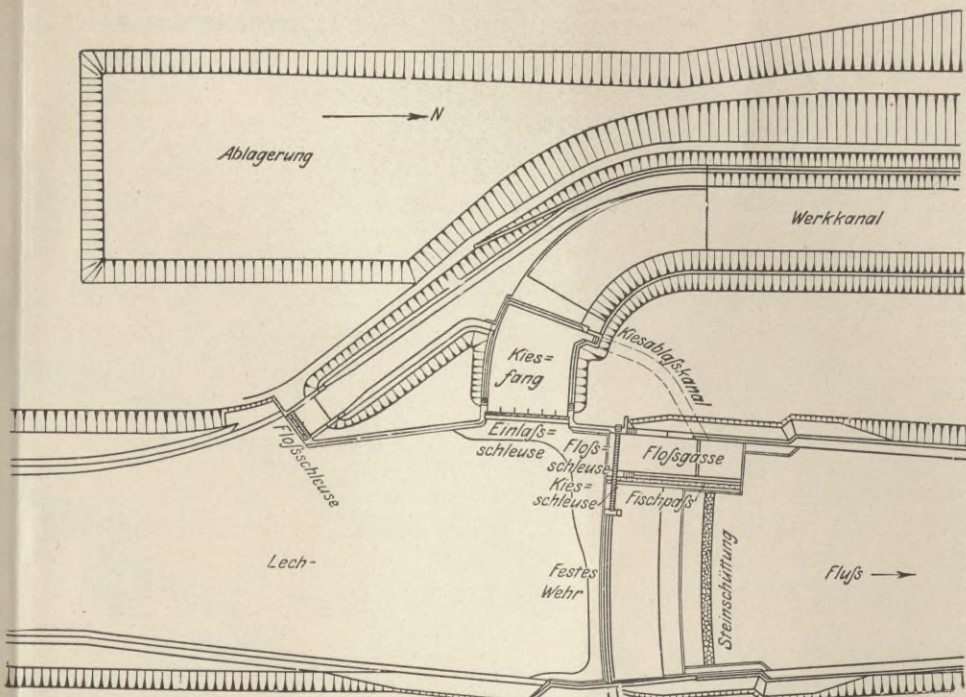 N
Ablagerung
Werkkanal
Kies=
fang
Kiesablaßkanal
Einlaß=
schleuse
Floßschleuse
Floß=
schleuse
Floßgasse
Kies=
schleuse
Fischpaß
Lech-
Festes
Wehr
Steinschüttung
Fluß